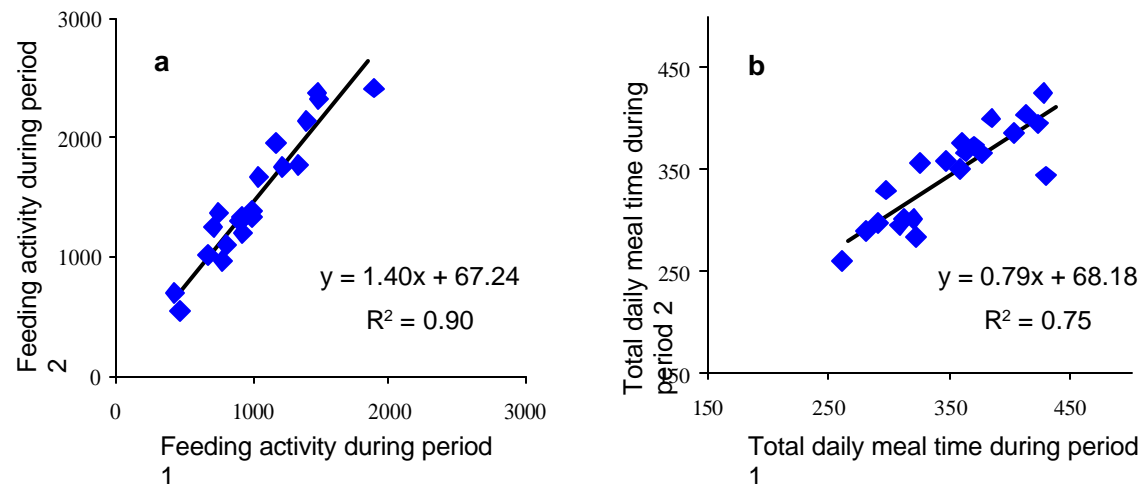 3000
2000
1000
0
0
1000
2000
3000
a
Feeding activity during period
2
y = 1.40x + 67.24
R² = 0.90
Feeding activity during period
1
450
350
250
150
150
250
350
450
b
Total daily meal time during
period 2
y = 0.79x + 68.18
R² = 0.75
Total daily meal time during period
1